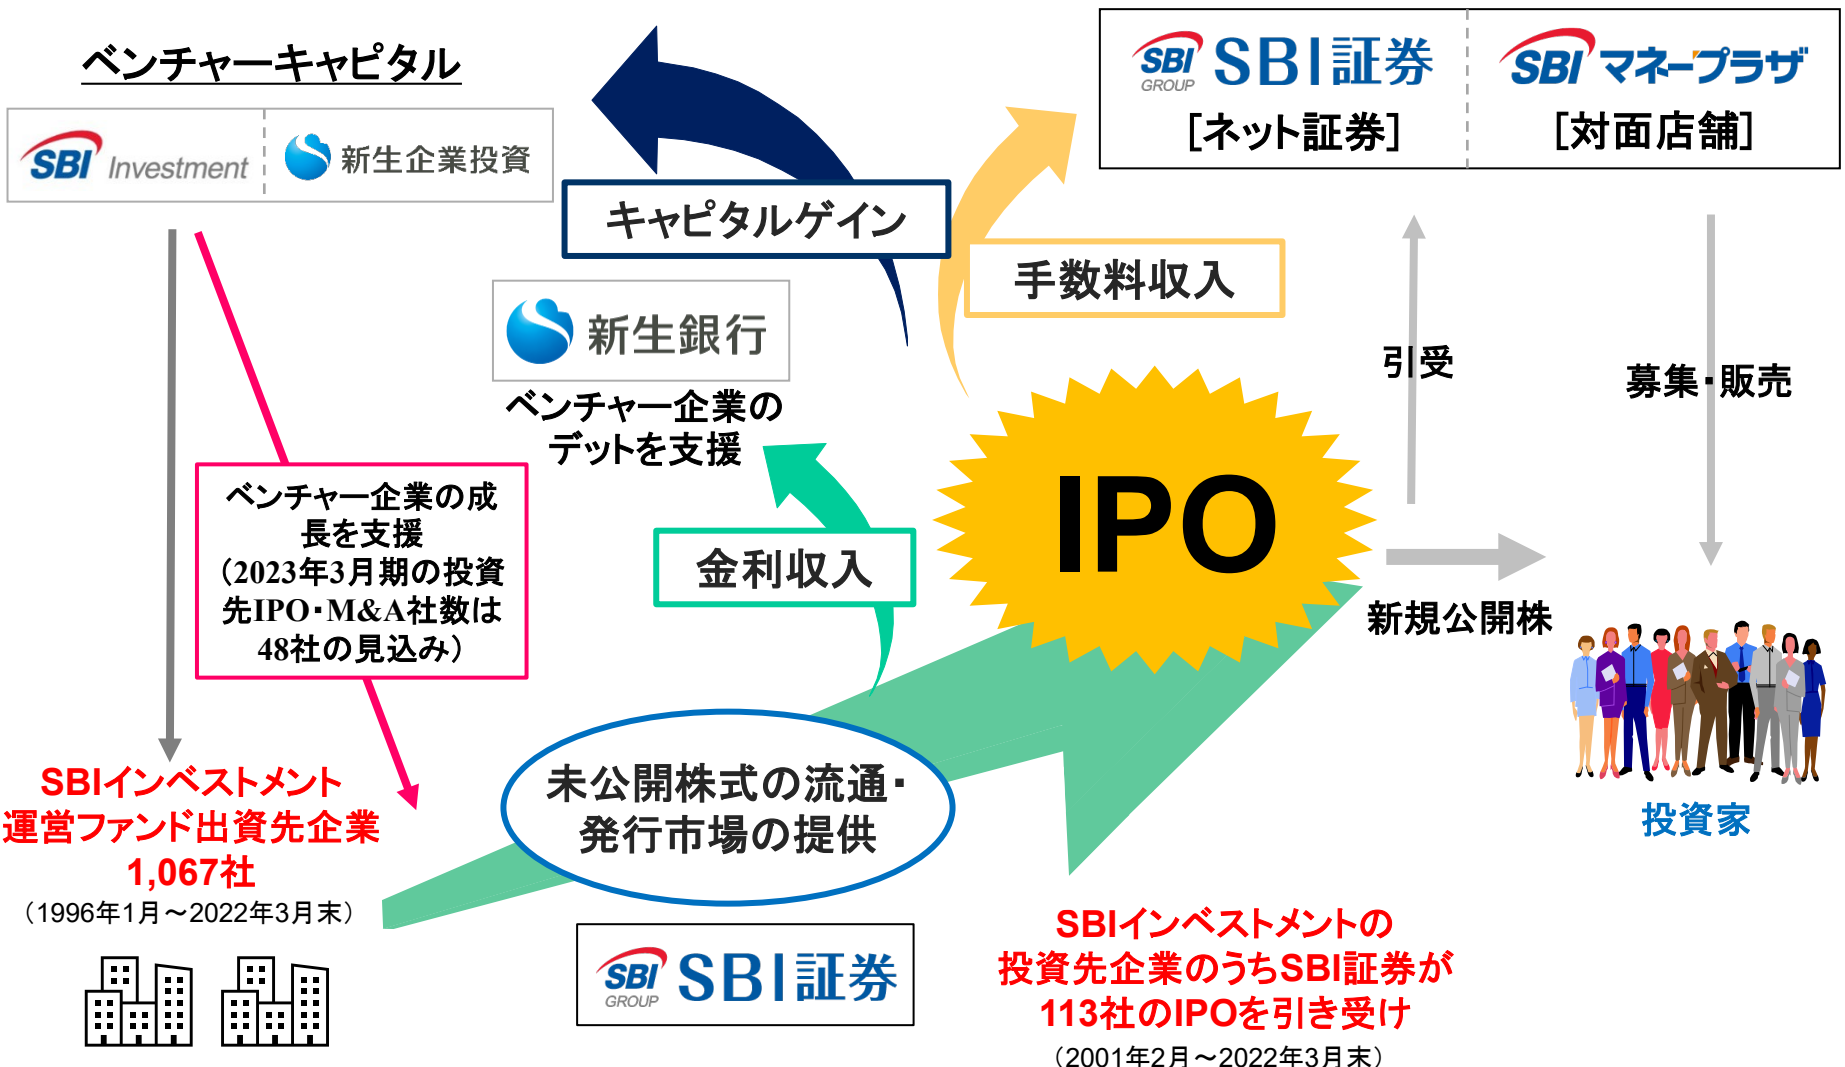 ベンチャーキャピタル
SBI Investment
新生企業投資
SBI GROUP SBI証券
[ネット証券]
SBI マネープラザ
[対面店舗]
キャピタルゲイン
手数料収入
新生銀行
ベンチャー企業の
デットを支援
引受
募集・販売
IPO
金利収入
ベンチャー企業の成
長を支援
（2023年3月期の投資
先IPO・M&A社数は
48社の見込み）
新規公開株
投資家
未公開株式の流通・
発行市場の提供
SBIインベストメント
運営ファンド出資先企業
1,067社
（1996年1月～2022年3月末）
SBI GROUP SBI証券
SBIインベストメントの
投資先企業のうちSBI証券が
113社のIPOを引き受け
（2001年2月～2022年3月末）